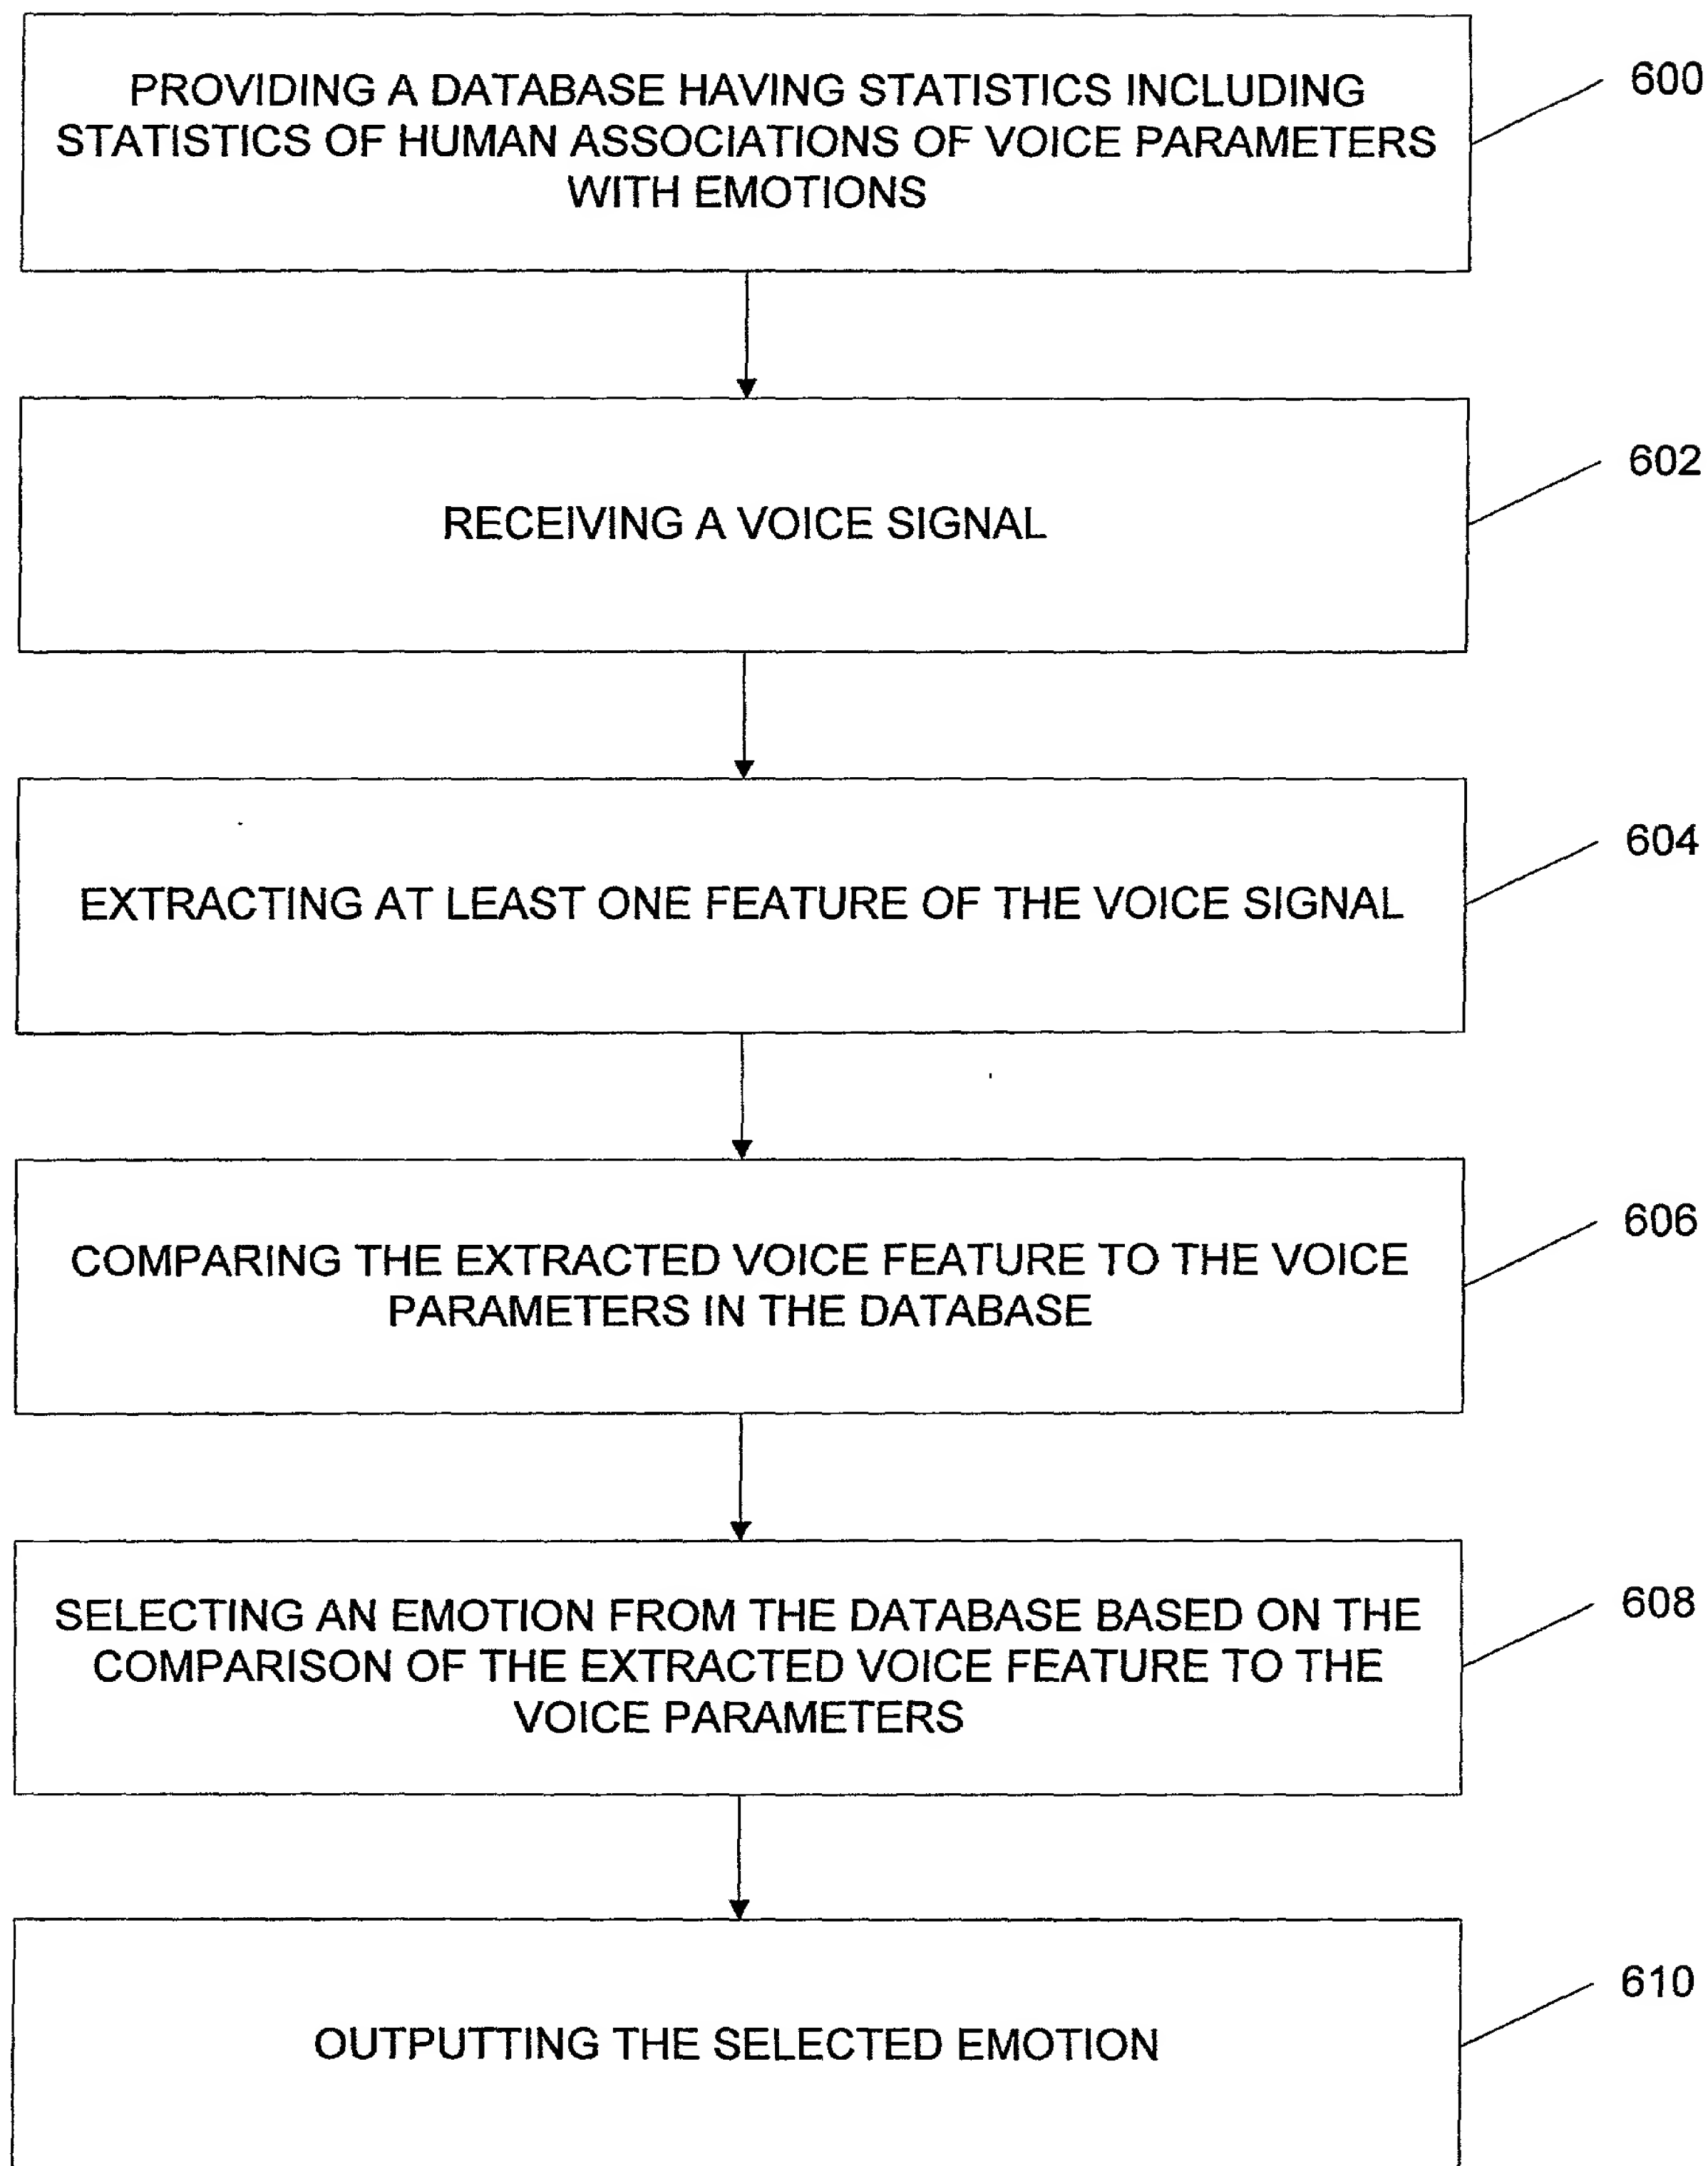 PROVIDING A DATABASE HAVING STATISTICS INCLUDING
STATISTICS OF HUMAN ASSOCIATIONS OF VOICE PARAMETERS
WITH EMOTIONS
600
RECEIVING A VOICE SIGNAL
602
EXTRACTING AT LEAST ONE FEATURE OF THE VOICE SIGNAL
604
COMPARING THE EXTRACTED VOICE FEATURE TO THE VOICE
PARAMETERS IN THE DATABASE
606
SELECTING AN EMOTION FROM THE DATABASE BASED ON THE
COMPARISON OF THE EXTRACTED VOICE FEATURE TO THE
VOICE PARAMETERS
608
OUTPUTTING THE SELECTED EMOTION
610